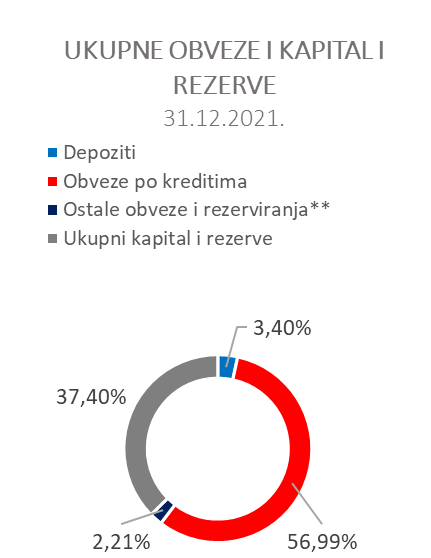 UKUPNE OBVEZE I KAPITAL I
REZERVE
31.12.2021.
Depoziti
Obveze po kreditima
Ostale obveze i rezerviranja**
Ukupni kapital i rezerve
3,40%
37,40%
2,21%
56,99%